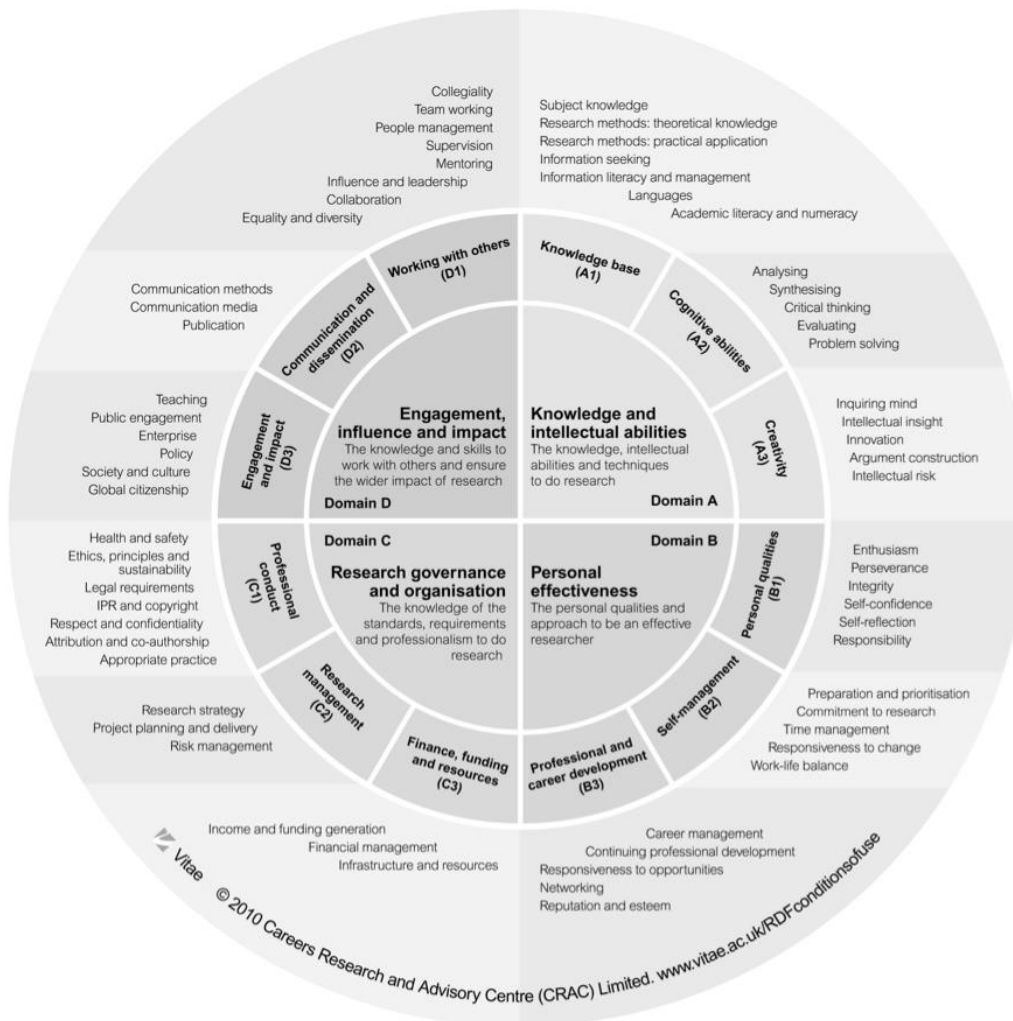 Collegiality
Team working
People management
Supervision
Mentoring
Influence and leadership
Collaboration
Equality and diversity
Subject knowledge
Research methods: theoretical knowledge
Research methods: practical application
Information seeking
Information literacy and management
Languages
Academic literacy and numeracy
Working with others
(D1)
Knowledge base
(A1)
Communication methods
Communication media
Publication
Communication and
dissemination
(D2)
Cognitive abilities
(A2)
Analysing
Synthesising
Critical thinking
Evaluating
Problem solving
Teaching
Public engagement
Enterprise
Policy
Society and culture
Global citizenship
Engagement
and impact
(D3)
Engagement,
influence and impact
The knowledge and skills to
work with others and ensure
the wider impact of research
Domain D
Knowledge and
intellectual abilities
The knowledge, intellectual
abilities and techniques
to do research
Domain A
Creativity
(A3)
Inquiring mind
Intellectual insight
Innovation
Argument construction
Intellectual risk
Health and safety
Ethics, principles and
sustainability
Legal requirements
IPR and copyright
Respect and confidentiality
Attribution and co-authorship
Appropriate practice
Professional
conduct
(C1)
Domain C
Research governance
and organisation
The knowledge of the
standards, requirements
and professionalism to do
research
Domain B
Personal
effectiveness
The personal qualities and
approach to be an effective
researcher
Personal qualities
(B1)
Enthusiasm
Perseverance
Integrity
Self-confidence
Self-reflection
Responsibility
Research strategy
Project planning and delivery
Risk management
Research
management
(C2)
Self-management
(B2)
Preparation and prioritisation
Commitment to research
Time management
Responsiveness to change
Work-life balance
Finance, funding
and resources
(C3)
Professional and
career development
(B3)
Income and funding generation
Financial management
Infrastructure and resources
Career management
Continuing professional development
Responsiveness to opportunities
Networking
Reputation and esteem
Vitae © 2010 Careers Research and Advisory Centre (CRAC) Limited. www.vitae.ac.uk/RDFconditionsofuse